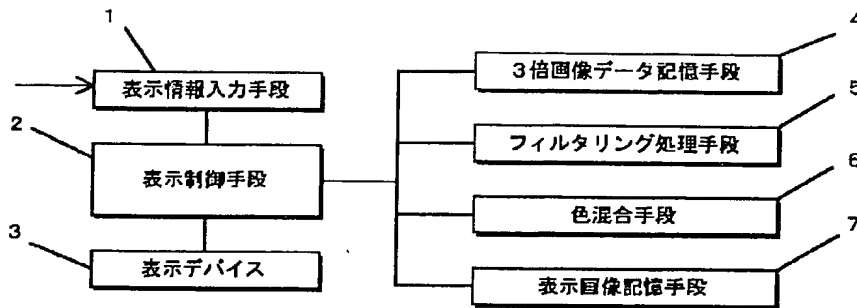 1
表示情報入力手段
2
表示制御手段
3
表示デバイス
4
3倍画像データ記憶手段
5
フィルタリング処理手段
6
色混合手段
7
表示画像記憶手段